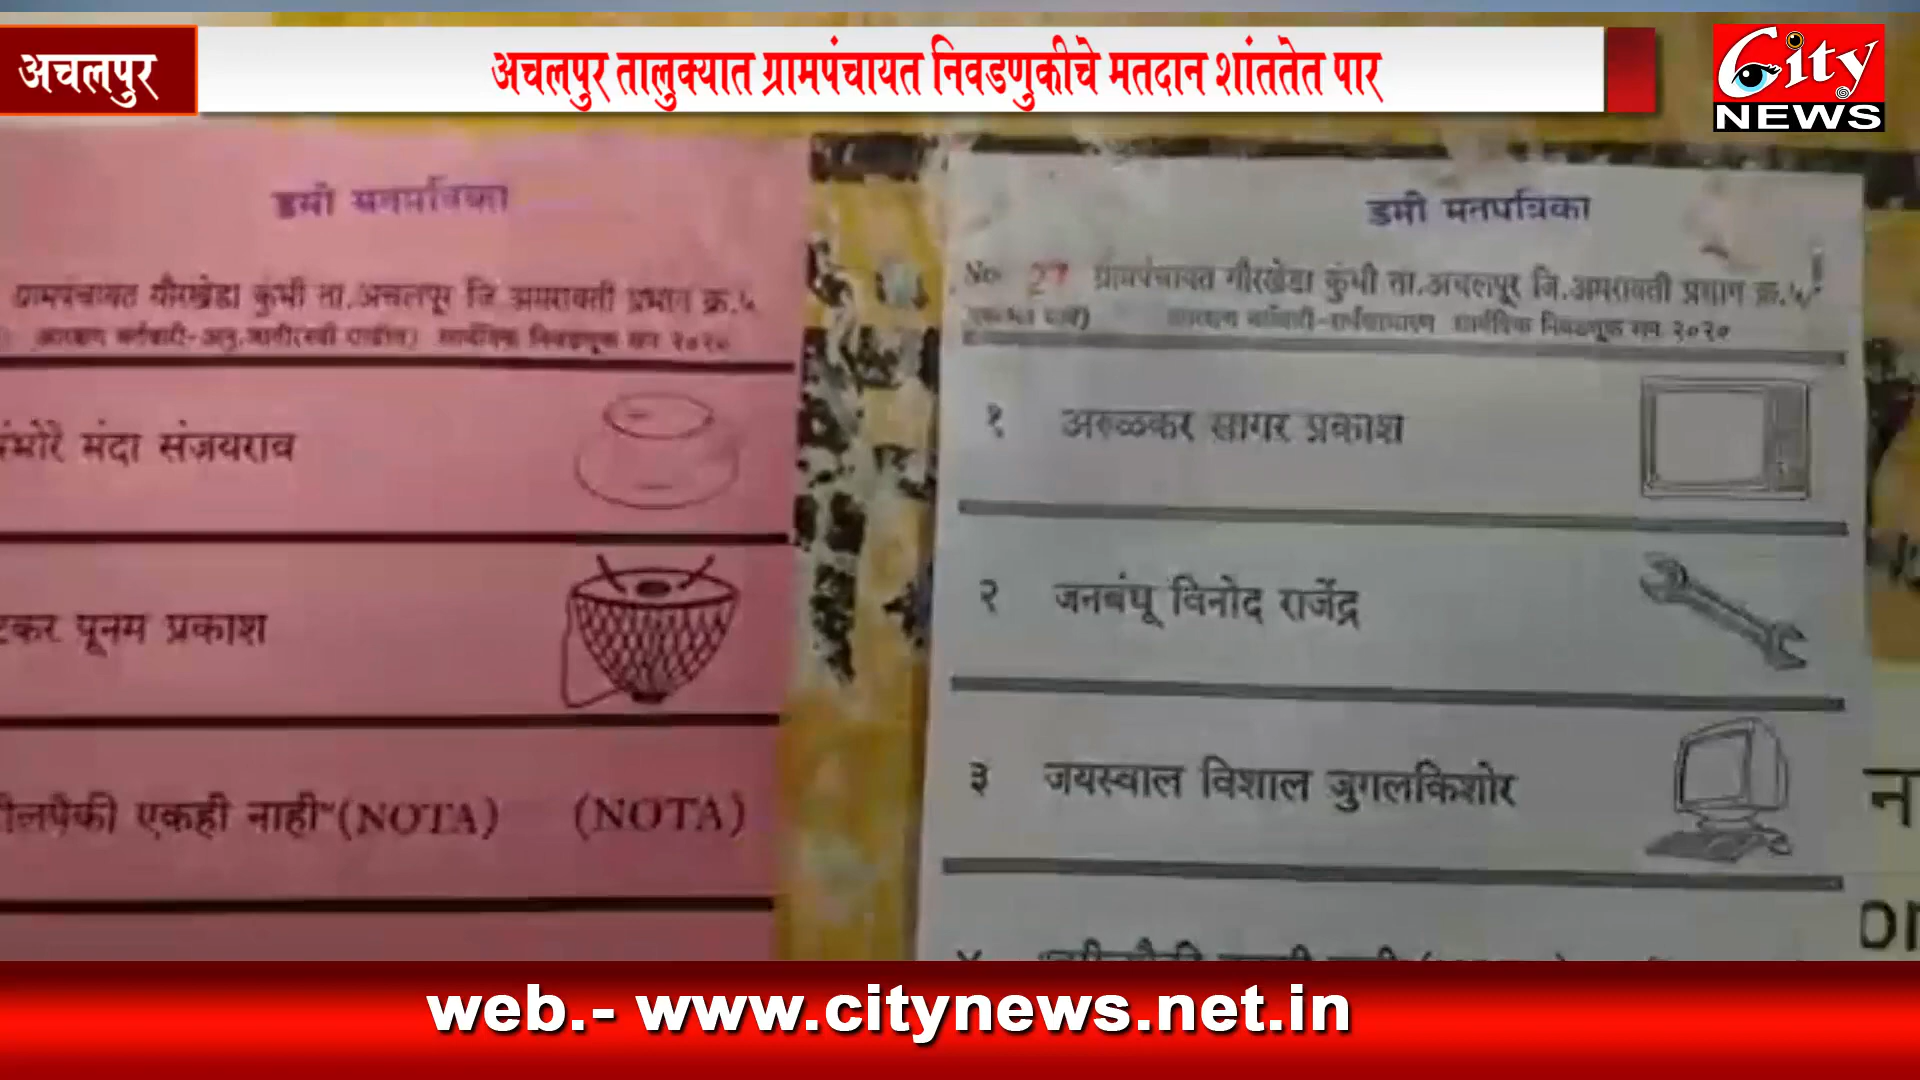 अचलपुर
अचलपुर तालुक्यात ग्रामपंचायत निवडणुकीचे मतदान शांततेत पार
City
NEWS
डमी मतपत्रिका
ग्रामपंचायत गौरखेडा कुंभी ता.अचलपूर जि.अमरावती प्रभाग क्र.५
सार्वत्रिक निवडणूक सन २०२०
मंदा संजयराव
पूनम प्रकाश
एकही नाही"(NOTA) (NOTA)
डमी मतपत्रिका
No. 27 ग्रामपंचायत गौरखेडा कुंभी ता.अचलपूर जि.अमरावती प्रभाग क्र.५
सार्वत्रिक निवडणूक सन २०२०
१ अरुळकर सागर प्रकाश
२ जनबंधू विनोद राजेंद्र
३ जयस्वाल विशाल जुगलकिशोर
web.- www.citynews.net.in